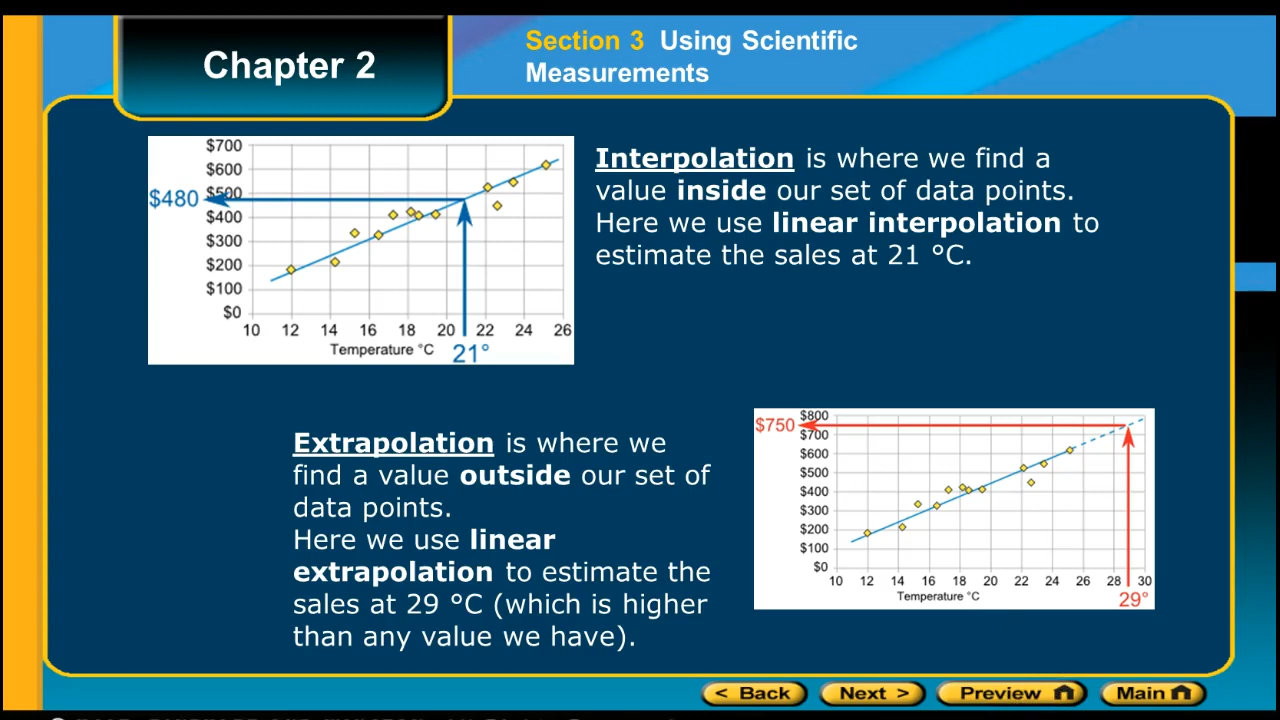 Chapter 2
Section 3 Using Scientific
Measurements
$700
$600
$500
$480
$400
$300
$200
$100
$0
10 12 14 16 18 20 22 24 26
Temperature °C
21°
Interpolation is where we find a
value inside our set of data points.
Here we use linear interpolation to
estimate the sales at 21 °C.
Extrapolation is where we
find a value outside our set of
data points.
Here we use linear
extrapolation to estimate the
sales at 29 °C (which is higher
than any value we have).
$800
$750
$700
$600
$500
$400
$300
$200
$100
$0
10 12 14 16 18 20 22 24 26 28 30
Temperature °C
29°
< Back
Next >
Preview
Main